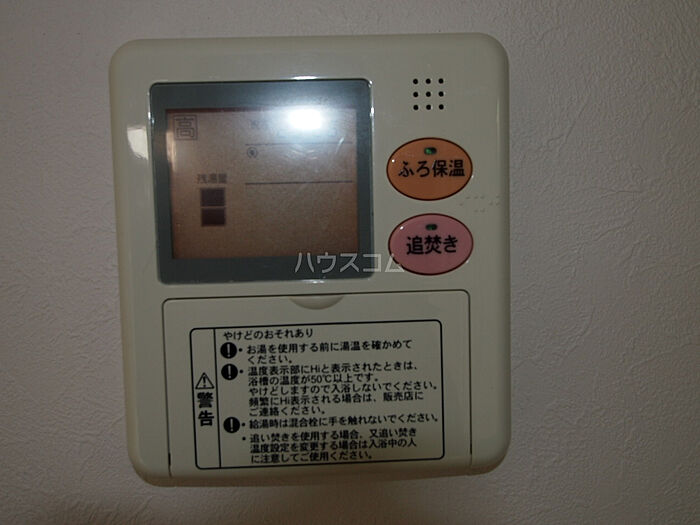 高
残湯量
ふろ保温
追焚き
ハウスコム
やけどのおそれあり
警告
・お湯を使用する前に湯温を確かめて
ください。
・温度表示部にHiと表示されたときは、
浴槽の温度が50℃以上です。
やけどしますので入浴しないでください。
頻繁にHi表示される場合は、販売店に
ご連絡ください。
・給湯時は混合栓に手を触れないでください。
・追い焚きを使用する場合、又追い焚き
温度設定を変更する場合は入浴中の人
に注意してご使用ください。